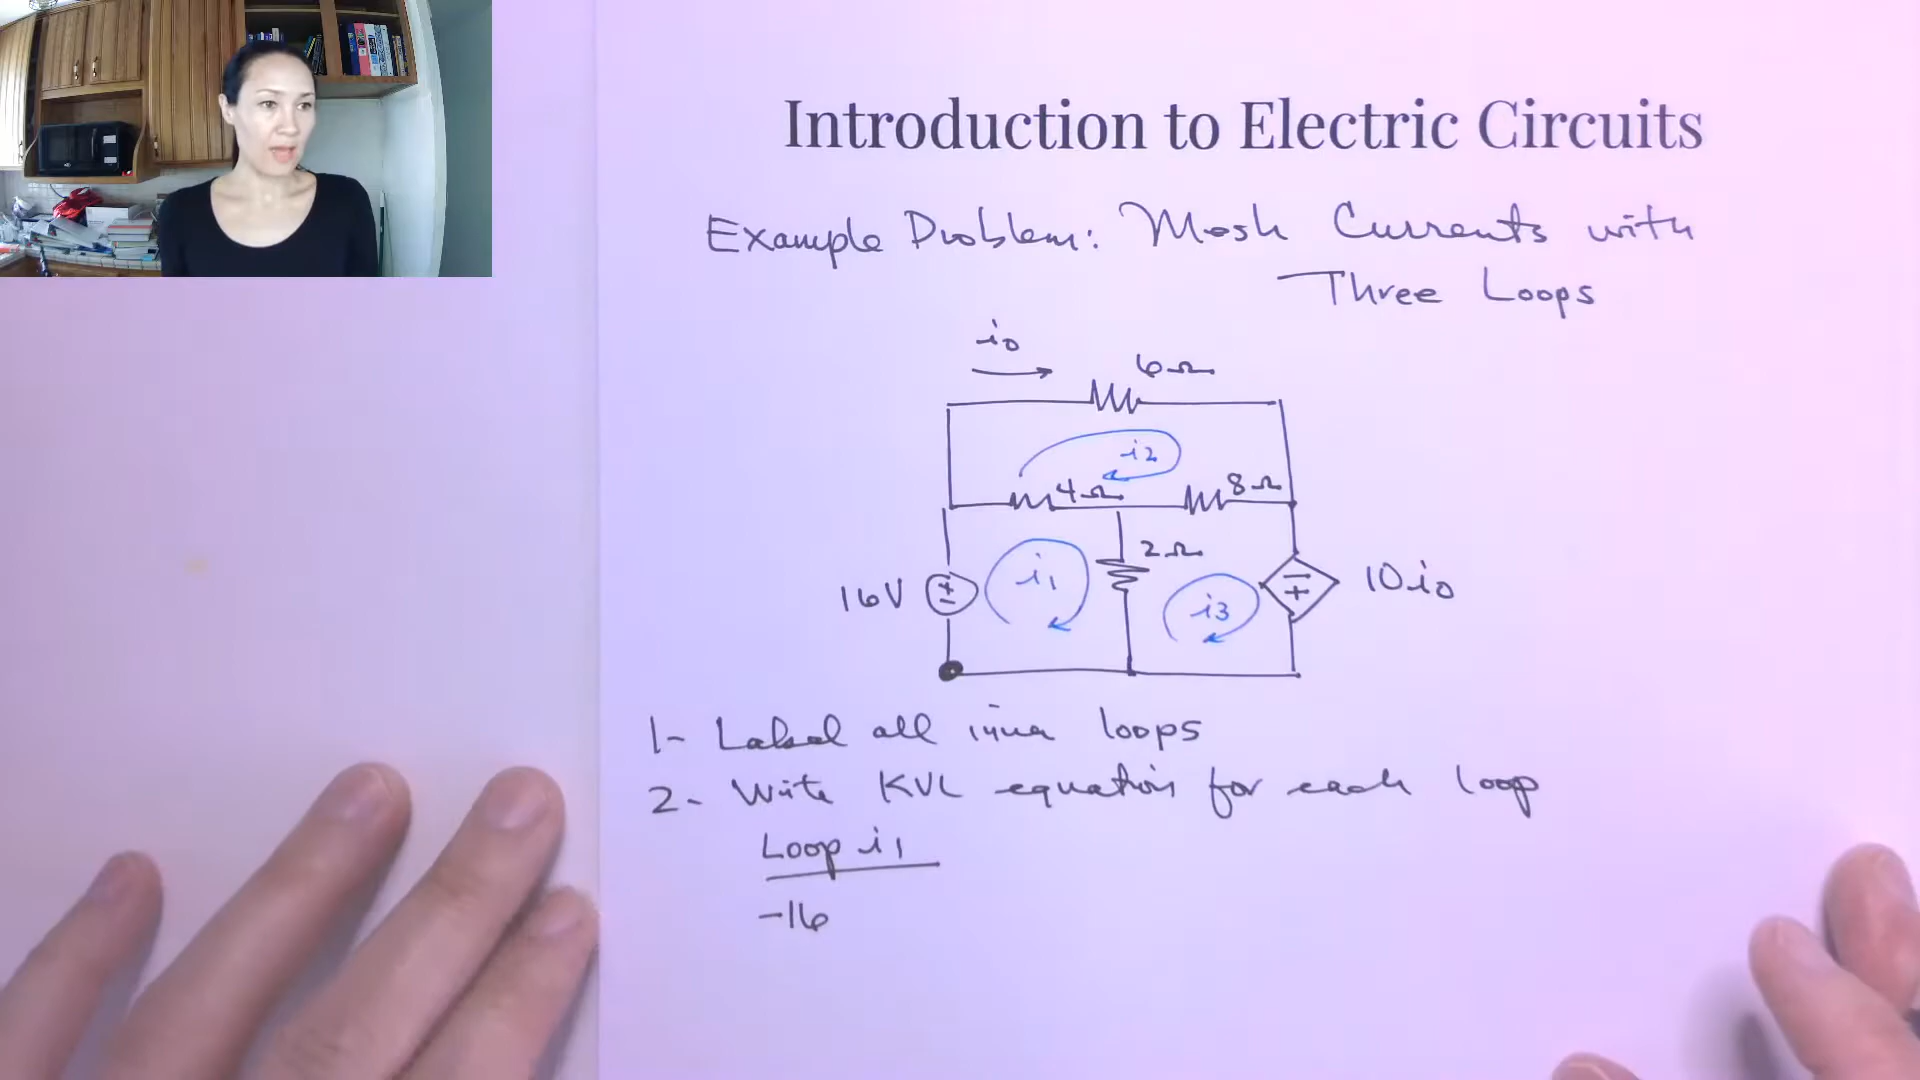 Introduction to Electric Circuits
Example Problem: Mesh Currents with
Three Loops
i0
6Ω
i2
4Ω
8Ω
2Ω
16V
+
-
i1
i3
-
+
10i0
1- Label all inner loops
2- Write KVL equation for each loop
Loop i1
-16